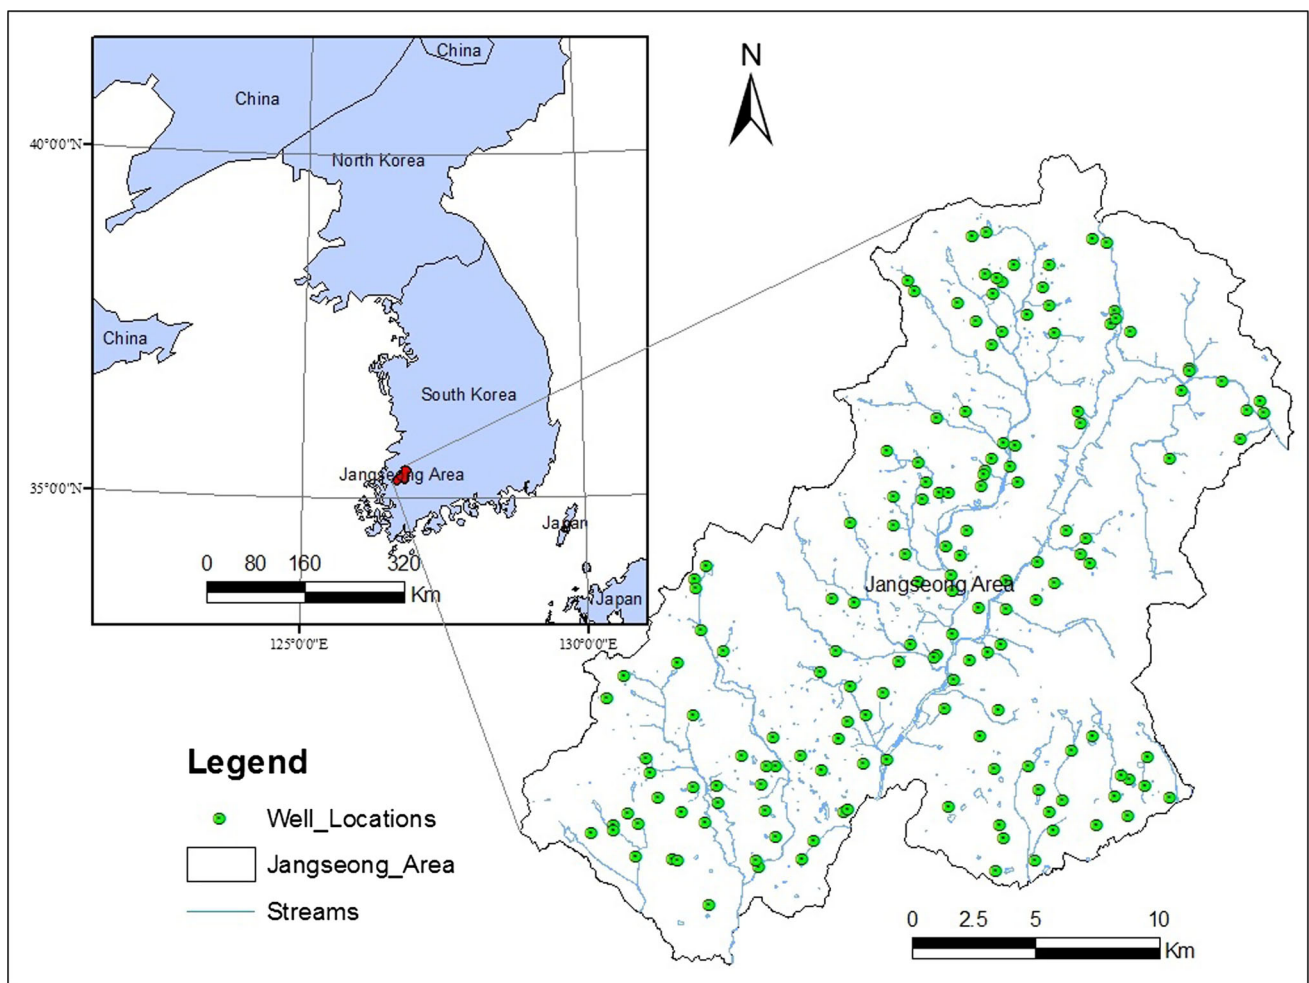 N
China
China
40°0'0"N
North Korea
China
South Korea
Jangseong Area
35°0'0"N
Japan
0 80 160 320
Km
Japan
125°0'0"E
130°0'0"E
Jangseong Area
Legend
Well_Locations
Jangseong_Area
Streams
0 2.5 5 10
Km